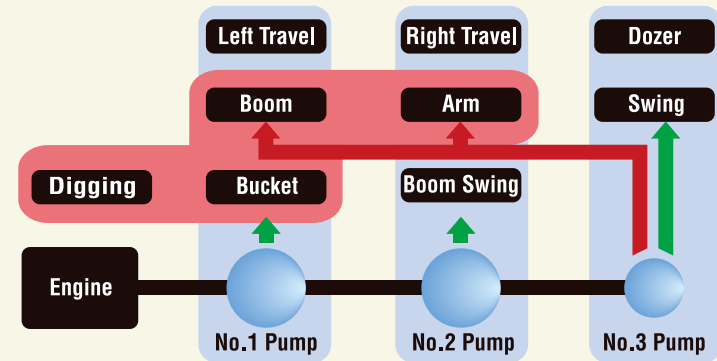 Left Travel
Right Travel
Dozer
Boom
Arm
Swing
Digging
Bucket
Boom Swing
Engine
No.1 Pump
No.2 Pump
No.3 Pump